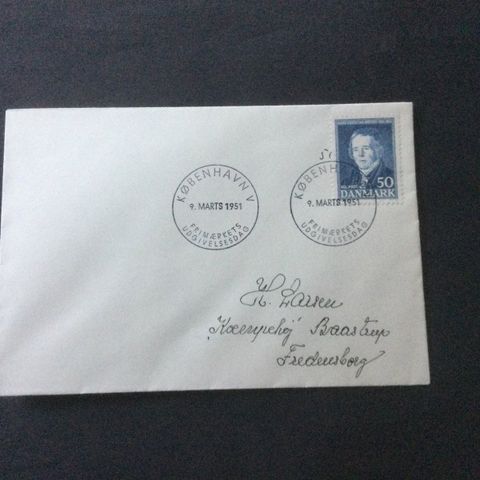 KØBENHAVN V
9. MARTS 1951
FRIMÆRKETS
UDGIVELSESDAG
KØBENHAVN
9. MARTS 1951
FRIMÆRKETS
UDGIVELSESDAG
50
DANMARK
H. Larsen
"Kæmpehøj" Baastrup
Fredensborg